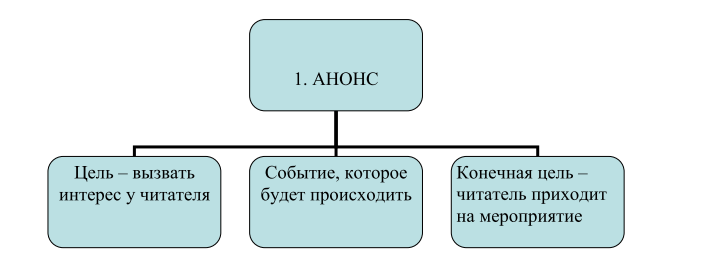 1. АНОНС
Цель – вызвать
интерес у читателя
Событие, которое
будет происходить
Конечная цель –
читатель приходит
на мероприятие